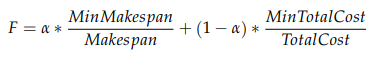 F = α * MinMakespan / Makespan + (1 − α) * MinTotalCost / TotalCost